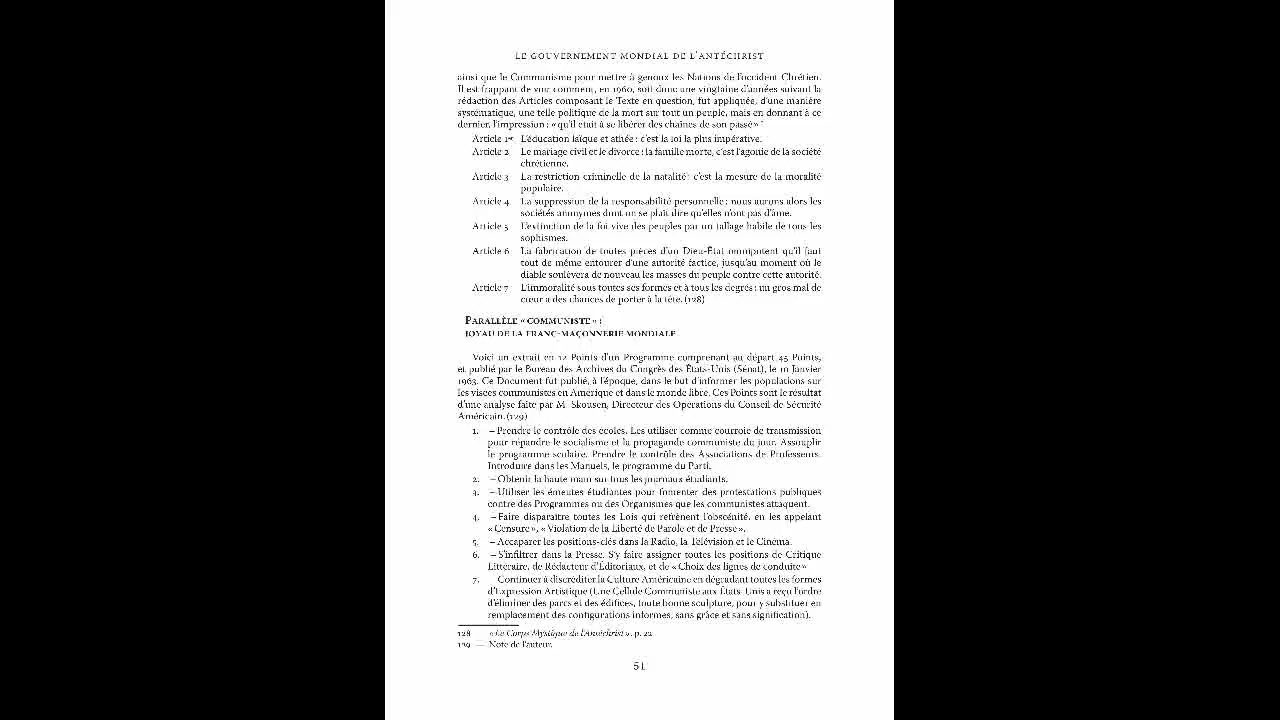 LE GOUVERNEMENT MONDIAL DE L'ANTÉCHRIST
ainsi que le Communisme pour mettre à genoux les Nations de l'occident Chrétien.
Il est frappant de voir comment, en 1960, soit donc une vingtaine d'années suivant la
rédaction des Articles composant le Texte en question, fut appliquée, d'une manière
systématique, une telle politique de la mort sur tout un peuple, mais en donnant à ce
dernier, l'impression : « qu'il était à se libérer des chaînes de son passé »
Article 1er L'éducation laïque et athée : c'est la loi la plus impérative.
Article 2 Le mariage civil et le divorce : la famille morte, c'est l'agonie de la société
chrétienne.
Article 3 La restriction criminelle de la natalité : c'est la mesure de la moralité
populaire.
Article 4 La suppression de la responsabilité personnelle : nous aurons alors les
sociétés anonymes dont on se plaît dire qu'elles n'ont pas d'âme.
Article 5 L'extinction de la foi vive des peuples par un tallage habile de tous les
sophismes.
Article 6 La fabrication de toutes pièces d'un Dieu-État omnipotent qu'il faut
tout de même entourer d'une autorité factice, jusqu'au moment où le
diable soulèvera de nouveau les masses du peuple contre cette autorité.
Article 7 L'immoralité sous toutes ses formes et à tous les degrés : un gros mal de
cœur a des chances de porter à la tête. (128)
PARALLÈLE « COMMUNISTE » :
JOYAU DE LA FRANC-MAÇONNERIE MONDIALE
Voici un extrait en 12 Points d'un Programme comprenant au départ 45 Points,
et publié par le Bureau des Archives du Congrès des États-Unis (Sénat), le 10 Janvier
1963. Ce Document fut publié, à l'époque, dans le but d'informer les populations sur
les visées communistes en Amérique et dans le monde libre. Ces Points sont le résultat
d'une analyse faite par M. Skousen, Directeur des Opérations du Conseil de Sécurité
Américain. (129)
1. – Prendre le contrôle des écoles. Les utiliser comme courroie de transmission
pour répandre le socialisme et la propagande communiste du jour. Assouplir
le programme scolaire. Prendre le contrôle des Associations de Professeurs.
Introduire dans les Manuels, le programme du Parti.
2. – Obtenir la haute main sur tous les journaux étudiants.
3. – Utiliser les émeutes étudiantes pour fomenter des protestations publiques
contre des Programmes ou des Organismes que les communistes attaquent.
4. – Faire disparaître toutes les Lois qui refrènent l'obscénité, en les appelant
« Censure », « Violation de la Liberté de Parole et de Presse ».
5. – Accaparer les positions-clés dans la Radio, la Télévision et le Cinéma.
6. – S'infiltrer dans la Presse. S'y faire assigner toutes les positions de Critique
Littéraire, de Rédacteur d'Éditoriaux, et de « Choix des lignes de conduite »
7. Continuer à discréditer la Culture Américaine en dégradant toutes les formes
d'Expression Artistique (Une Cellule Communiste aux États-Unis a reçu l'ordre
d'éliminer des parcs et des édifices, toute bonne sculpture, pour y substituer en
remplacement des configurations informes, sans grâce et sans signification).
128 « Le Corps Mystique de l'Antéchrist », p. 22
129 — Note de l'auteur.
51